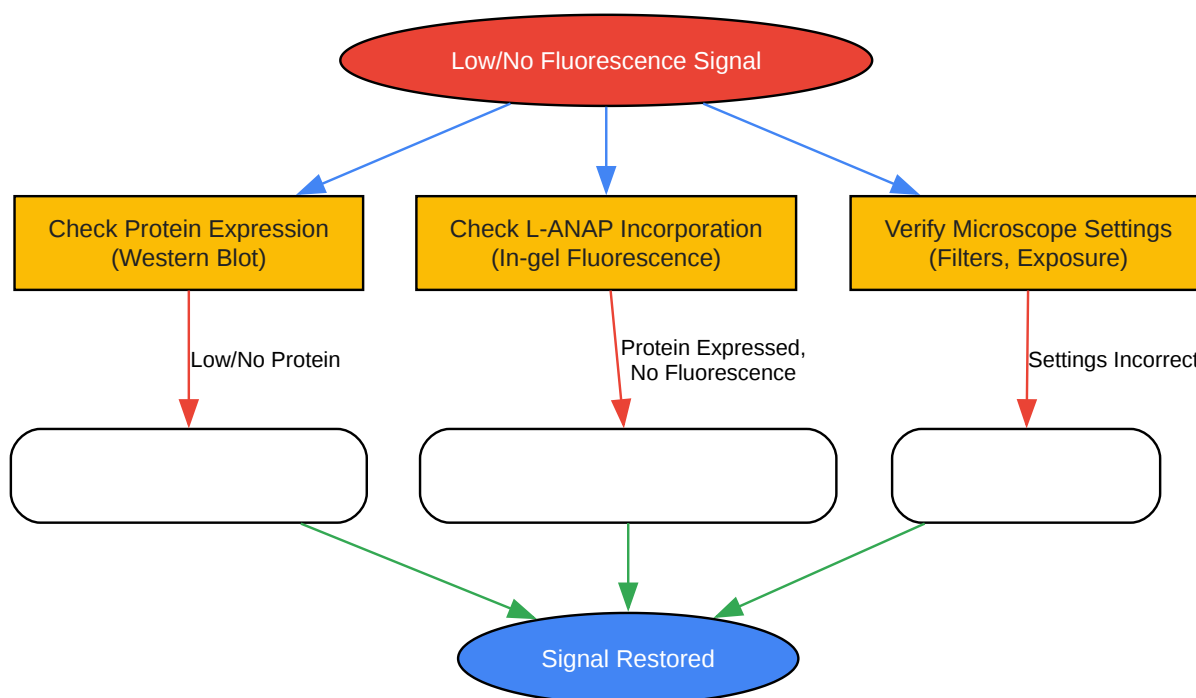 Low/No Fluorescence Signal
Check Protein Expression
(Western Blot)
Check L-ANAP Incorporation
(In-gel Fluorescence)
Verify Microscope Settings
(Filters, Exposure)
Low/No Protein
Protein Expressed,
No Fluorescence
Settings Incorrect
Signal Restored